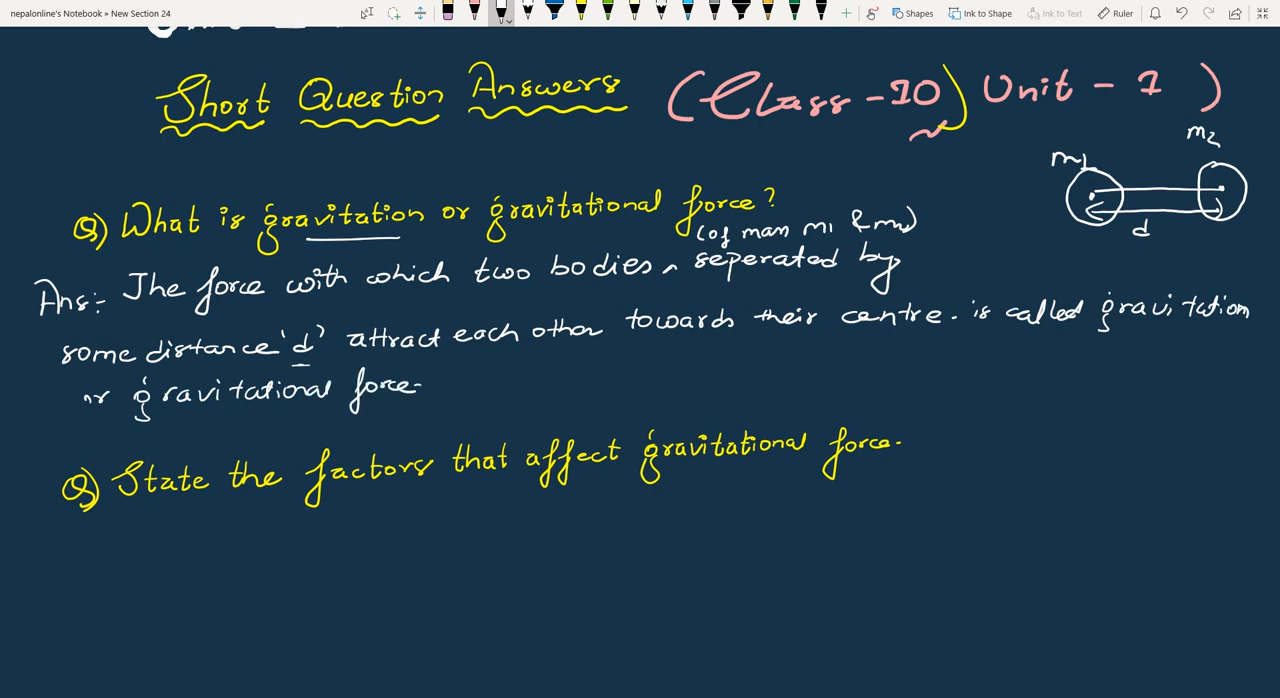 nepalonline's Notebook » New Section 24
Shapes Ink to Shape Ink to Text Ruler
Short Question Answers (Class-10) Unit - 1 )
m1 m2
d
Q) What is gravitation or gravitational force?
(of mass m1 & m2)
Ans:- The force with which two bodies ^ seperated by
some distance 'd' attract each other towards their centre. is called gravitation
or gravitational force.
Q) State the factors that affect gravitational force.